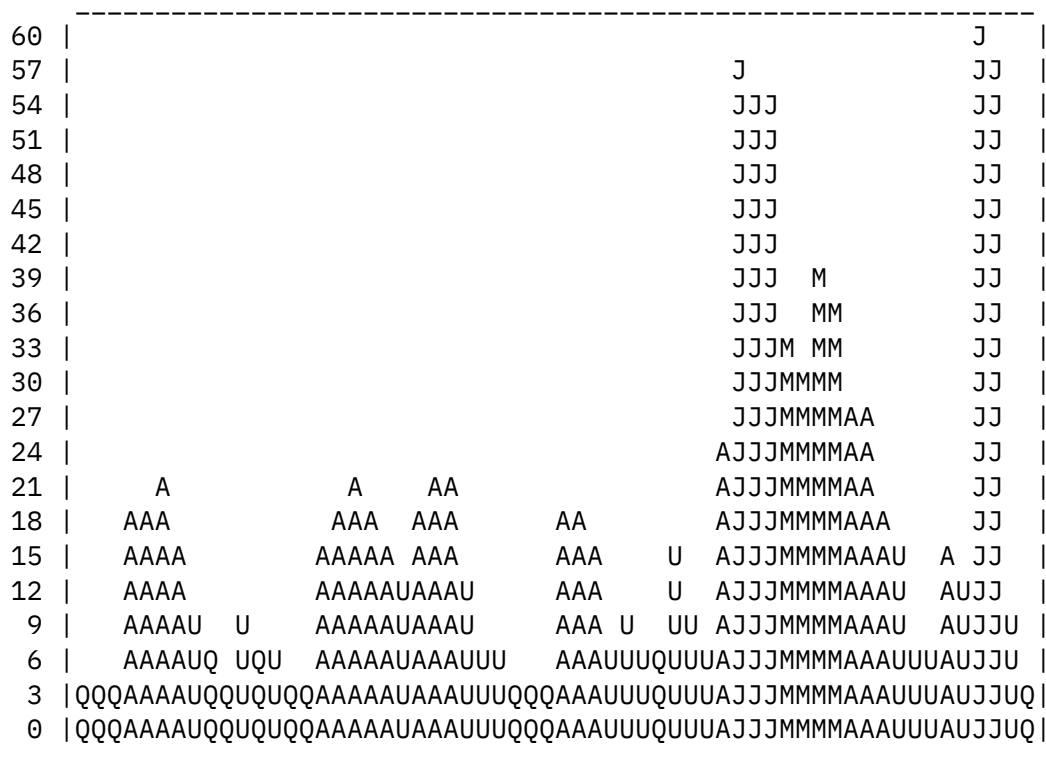 ____________________________________________________________
60 |                                                        J   |
57 |                                         J              JJ  |
54 |                                         JJJ            JJ  |
51 |                                         JJJ            JJ  |
48 |                                         JJJ            JJ  |
45 |                                         JJJ            JJ  |
42 |                                         JJJ            JJ  |
39 |                                         JJJ  M         JJ  |
36 |                                         JJJ  MM        JJ  |
33 |                                         JJJM MM        JJ  |
30 |                                         JJJMMMM        JJ  |
27 |                                         JJJMMMMAA      JJ  |
24 |                                        AJJJMMMMAA      JJ  |
21 |     A           A    AA                AJJJMMMMAA      JJ  |
18 |   AAA          AAA  AAA      AA        AJJJMMMMAAA     JJ  |
15 |   AAAA        AAAAA AAA      AAA    U  AJJJMMMMAAAU  A JJ  |
12 |   AAAA        AAAAAUAAAU     AAA    U  AJJJMMMMAAAU  AUJJ  |
 9 |   AAAAU  U    AAAAAUAAAU     AAA U  UU AJJJMMMMAAAU  AUJJU |
 6 |   AAAAUQ UQU  AAAAAUAAAUUU   AAAUUUQUUUAJJJMMMMAAAUUUAUJJU |
 3 |QQQAAAAUQQUQUQQAAAAAUAAAUUUQQQAAAUUUQUUUAJJJMMMMAAAUUUAUJJUQ|
 0 |QQQAAAAUQQUQUQQAAAAAUAAAUUUQQQAAAUUUQUUUAJJJMMMMAAAUUUAUJJUQ|